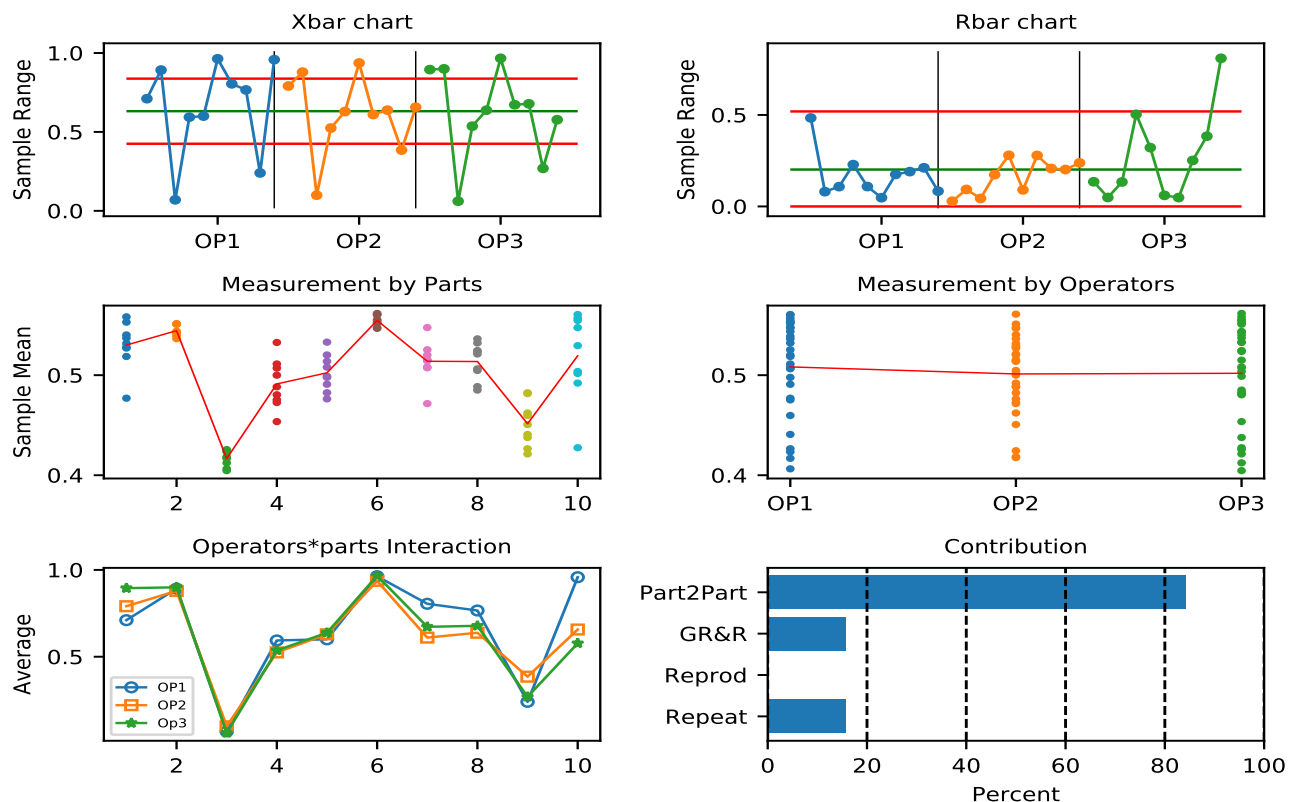 Xbar chart
Sample Range
1.0
0.5
0.0
OP1 OP2 OP3
Rbar chart
Sample Range
0.5
0.0
OP1 OP2 OP3
Measurement by Parts
Sample Mean
0.5
0.4
2 4 6 8 10
Measurement by Operators
0.5
0.4
OP1 OP2 OP3
Operators*parts Interaction
Average
1.0
0.5
OP1
OP2
Op3
2 4 6 8 10
Contribution
Part2Part
GR&R
Reprod
Repeat
0 20 40 60 80 100
Percent